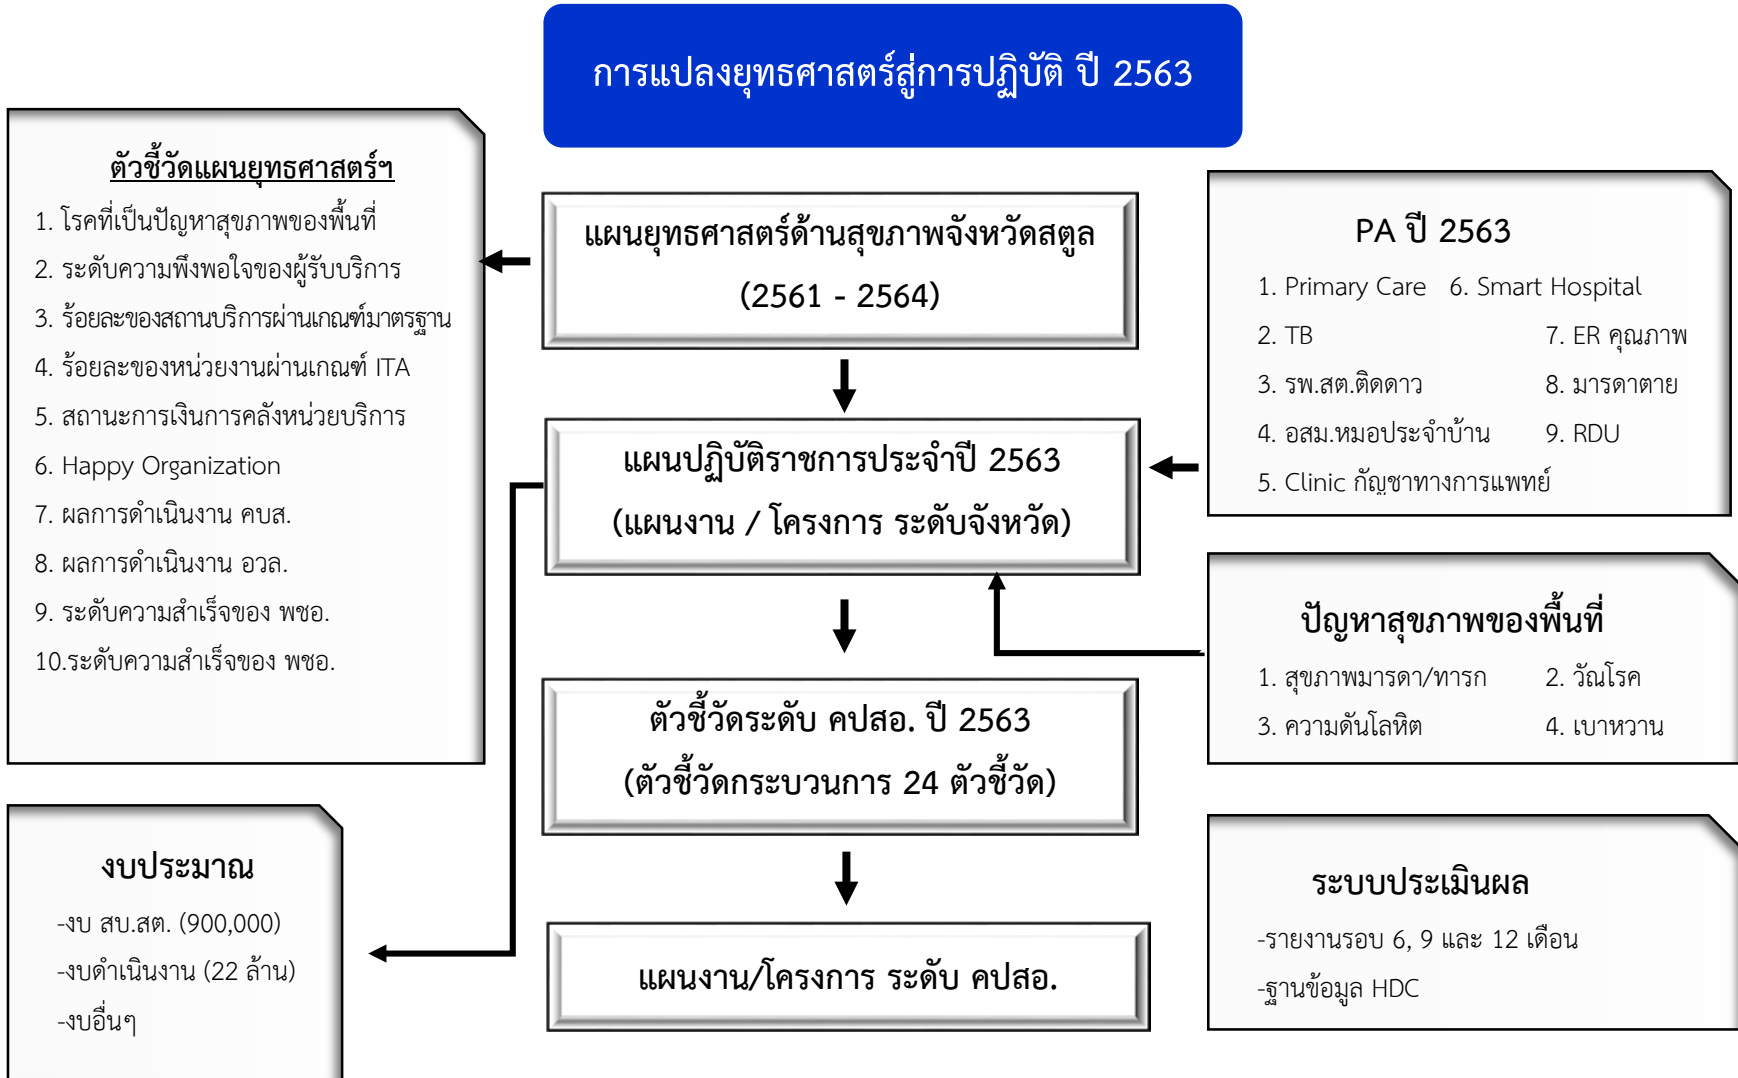 การแปลงยุทธศาสตร์สู่การปฏิบัติ ปี 2563
ตัวชี้วัดแผนยุทธศาสตร์ฯ
1. โรคที่เป็นปัญหาสุขภาพของพื้นที่
2. ระดับความพึงพอใจของผู้รับบริการ
3. ร้อยละของสถานบริการผ่านเกณฑ์มาตรฐาน
4. ร้อยละของหน่วยงานผ่านเกณฑ์ ITA
5. สถานะการเงินการคลังหน่วยบริการ
6. Happy Organization
7. ผลการดำเนินงาน คบส.
8. ผลการดำเนินงาน อวล.
9. ระดับความสำเร็จของ พชอ.
10.ระดับความสำเร็จของ พชอ.
แผนยุทธศาสตร์ด้านสุขภาพจังหวัดสตูล
(2561 - 2564)
แผนปฏิบัติราชการประจำปี 2563
(แผนงาน / โครงการ ระดับจังหวัด)
ตัวชี้วัดระดับ คปสอ. ปี 2563
(ตัวชี้วัดกระบวนการ 24 ตัวชี้วัด)
แผนงาน/โครงการ ระดับ คปสอ.
PA ปี 2563
1. Primary Care 6. Smart Hospital
2. TB 7. ER คุณภาพ
3. รพ.สต.ติดดาว 8. มารดาตาย
4. อสม.หมอประจำบ้าน 9. RDU
5. Clinic กัญชาทางการแพทย์
ปัญหาสุขภาพของพื้นที่
1. สุขภาพมารดา/ทารก 2. วัณโรค
3. ความดันโลหิต 4. เบาหวาน
งบประมาณ
-งบ สบ.สต. (900,000)
-งบดำเนินงาน (22 ล้าน)
-งบอื่นๆ
ระบบประเมินผล
-รายงานรอบ 6, 9 และ 12 เดือน
-ฐานข้อมูล HDC